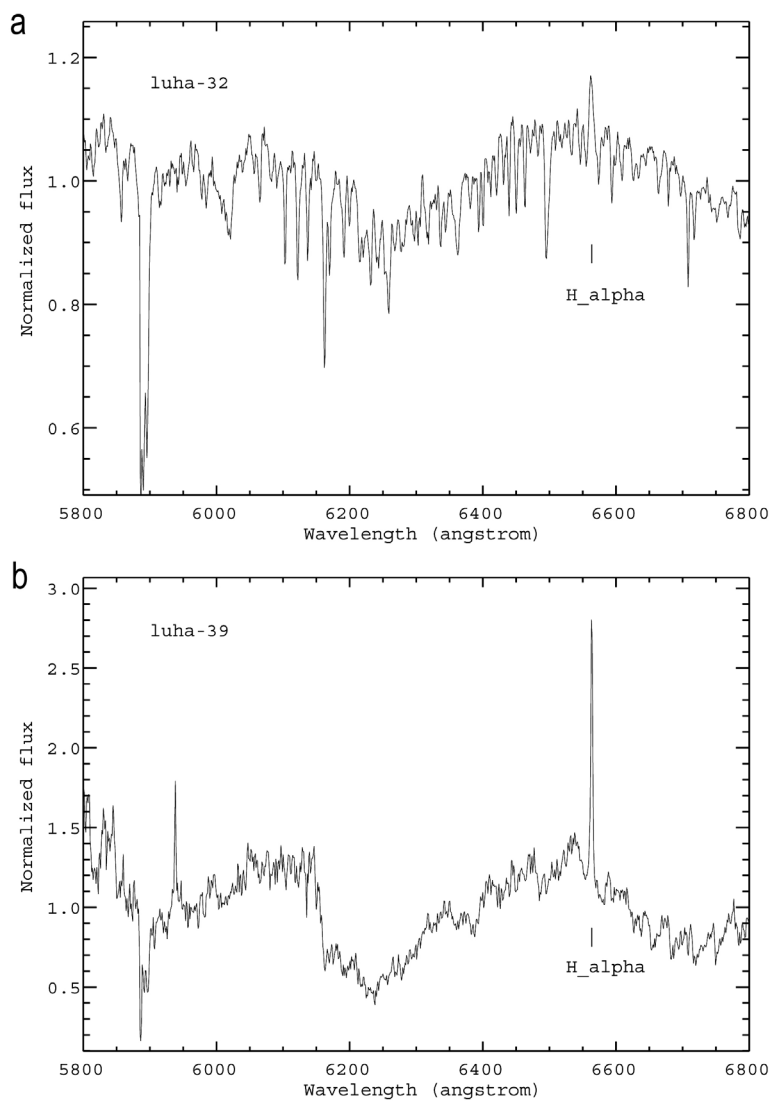 a
1.2
luha-32
1.0
Normalized flux
H_alpha
0.8
0.6
5800 6000 6200 6400 6600 6800
Wavelength (angstrom)
b
3.0
luha-39
2.5
2.0
Normalized flux
1.5
1.0
H_alpha
0.5
5800 6000 6200 6400 6600 6800
Wavelength (angstrom)